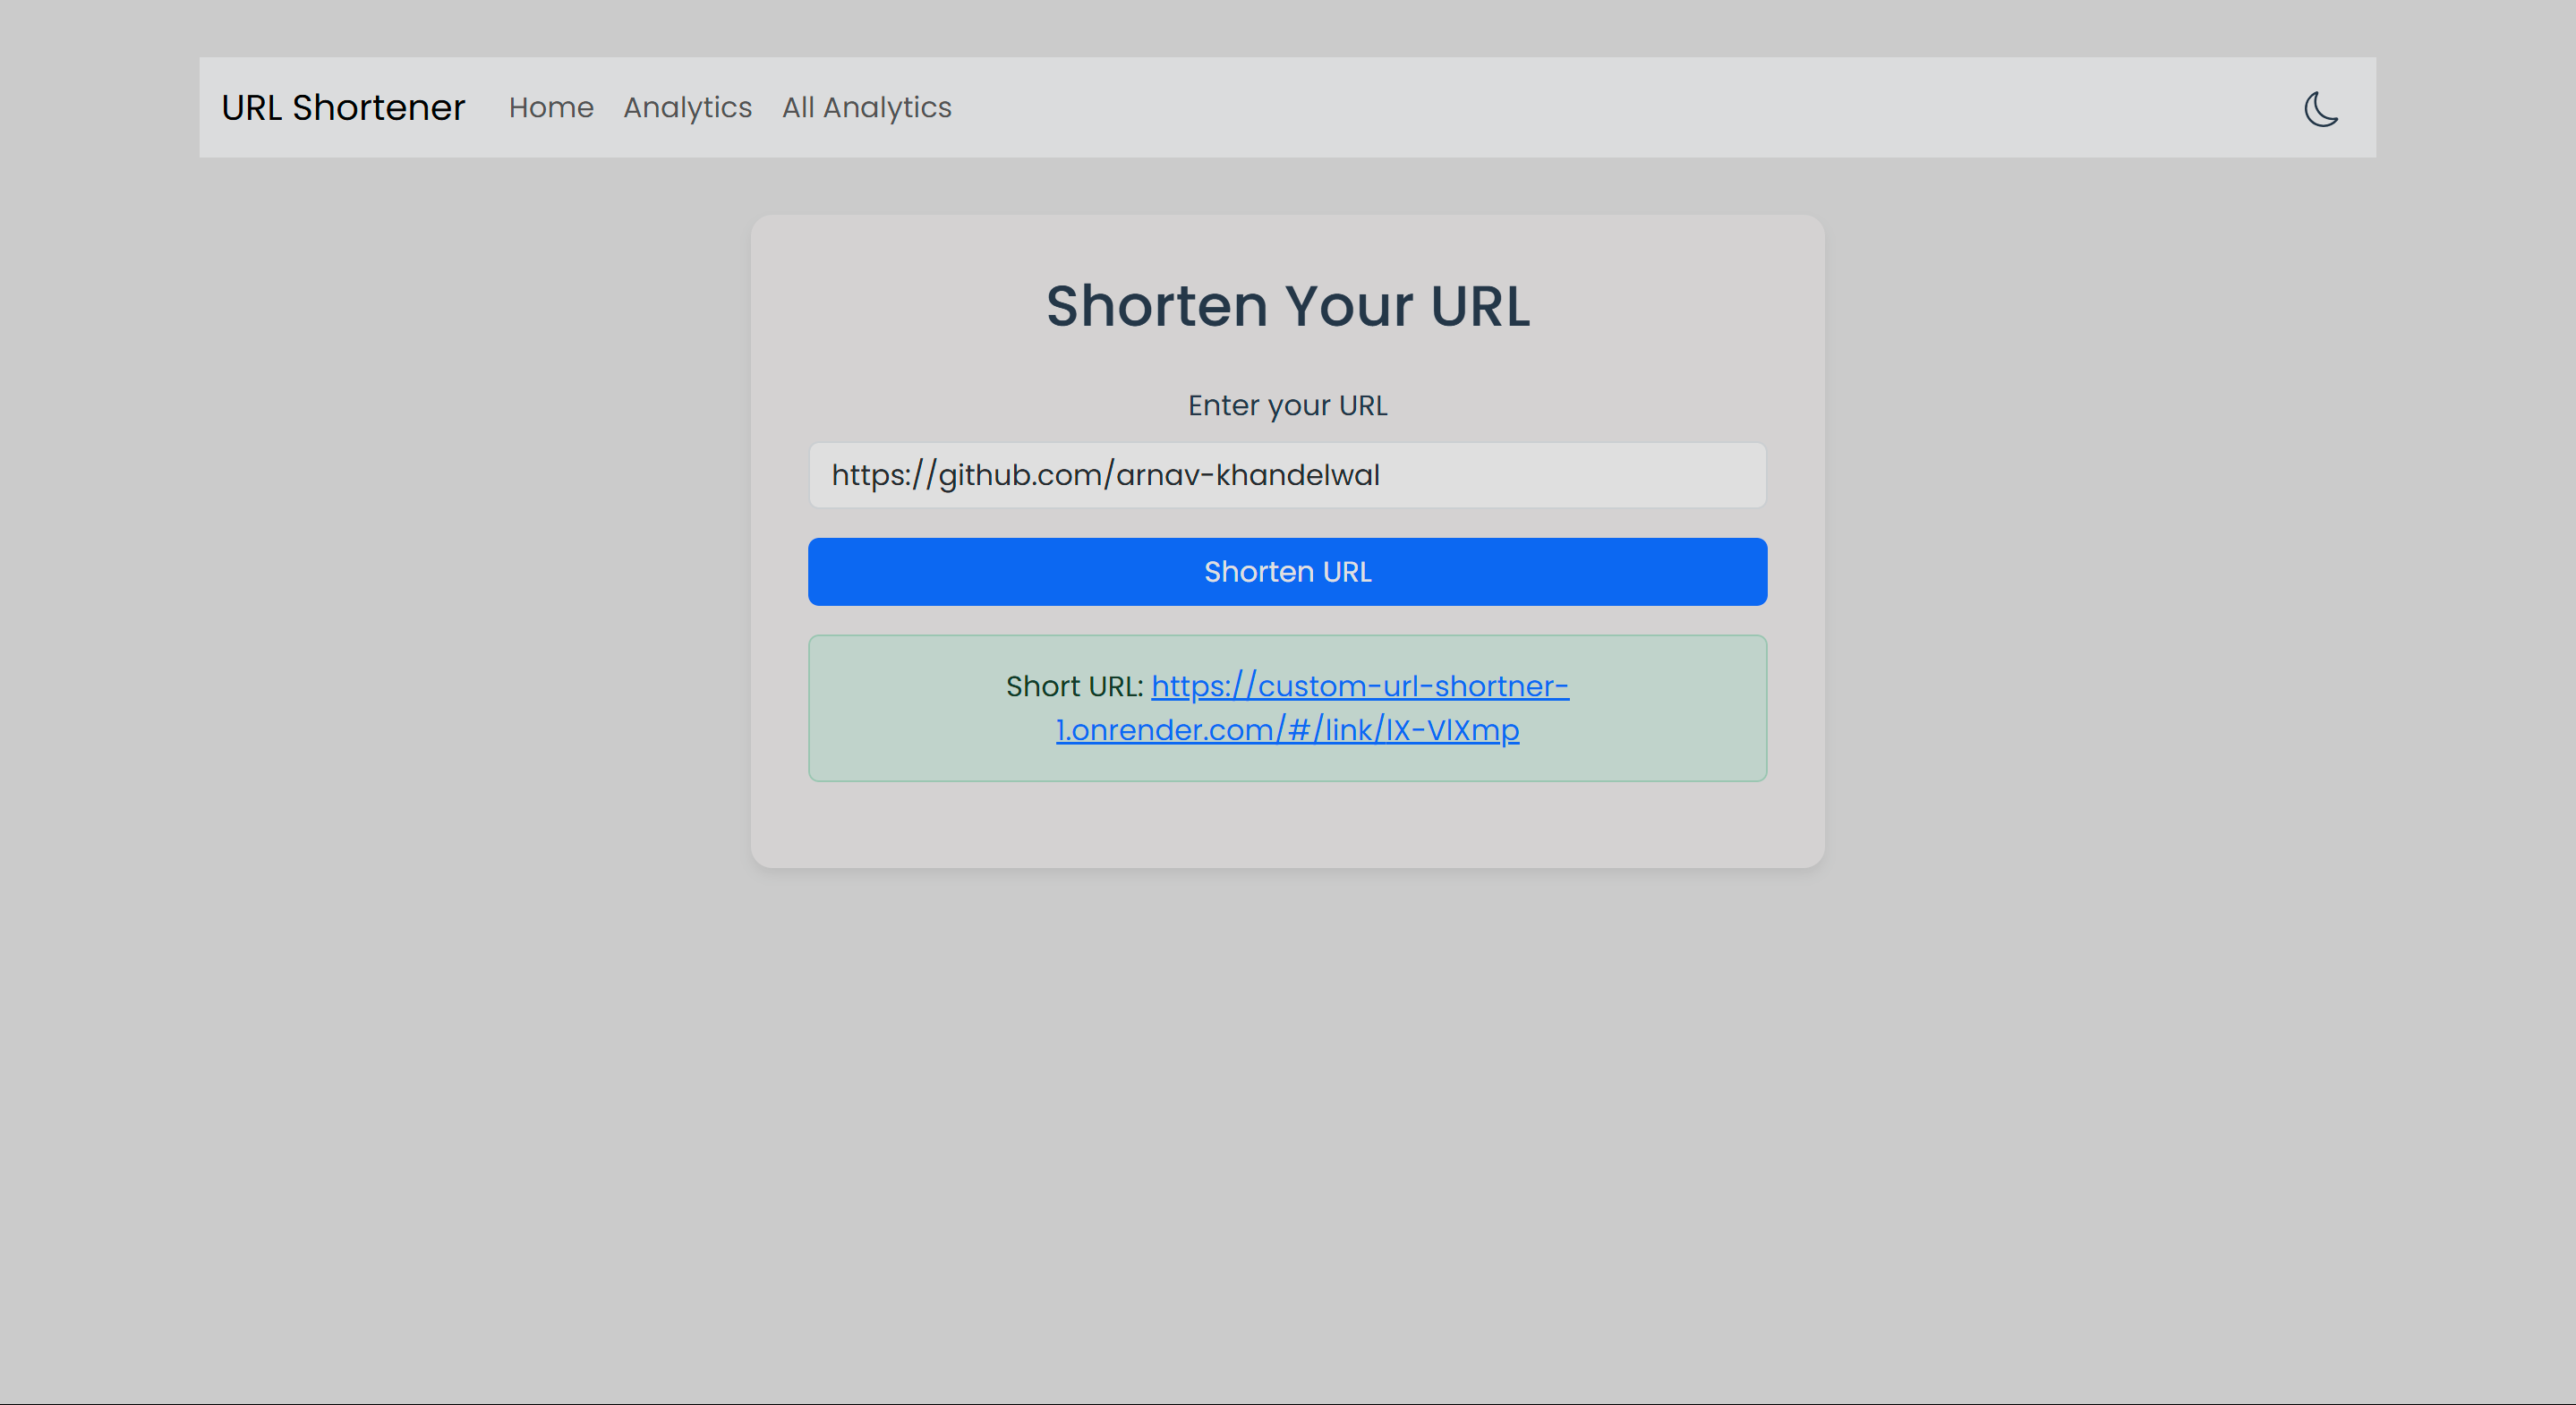 URL Shortener Home Analytics All Analytics
Shorten Your URL
Enter your URL
https://github.com/arnav-khandelwal
Shorten URL
Short URL: https://custom-url-shortner-
1.onrender.com/#/link/lX-VlXmp